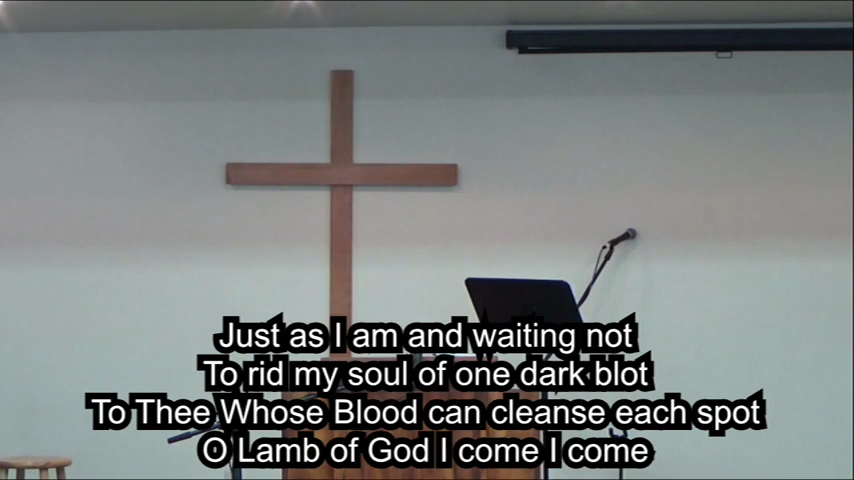 Just as I am and waiting not
To rid my soul of one dark blot
To Thee Whose Blood can cleanse each spot
O Lamb of God I come I come